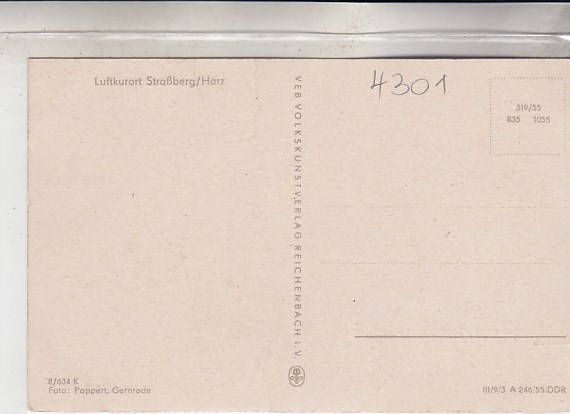 Luftkurort Straßberg/Harz
VEB VOLKSKUNSTVERLAG REICHENBACH I. V.
4301
319/55
835 1055
8/634 K
Foto: Poppèrt, Gernrode
III/9/3 A 246/55 DDR